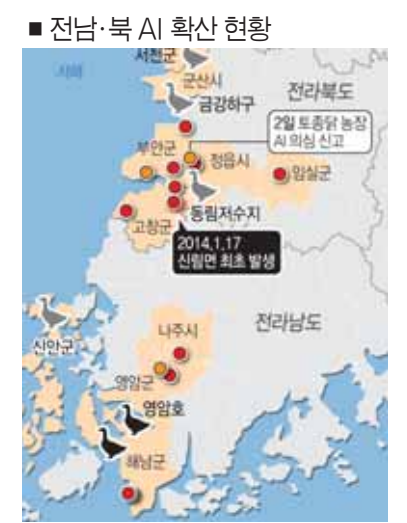 ■ 전남·북 AI 확산 현황
서천군
서해
군산시
금강하구
전라북도
2일 토종닭 농장
AI 의심 신고
부안군
정읍시
임실군
동림저수지
고창군
2014.1.17
신림면 최초 발생
전라남도
나주시
신안군
영암군
영암호
해남군